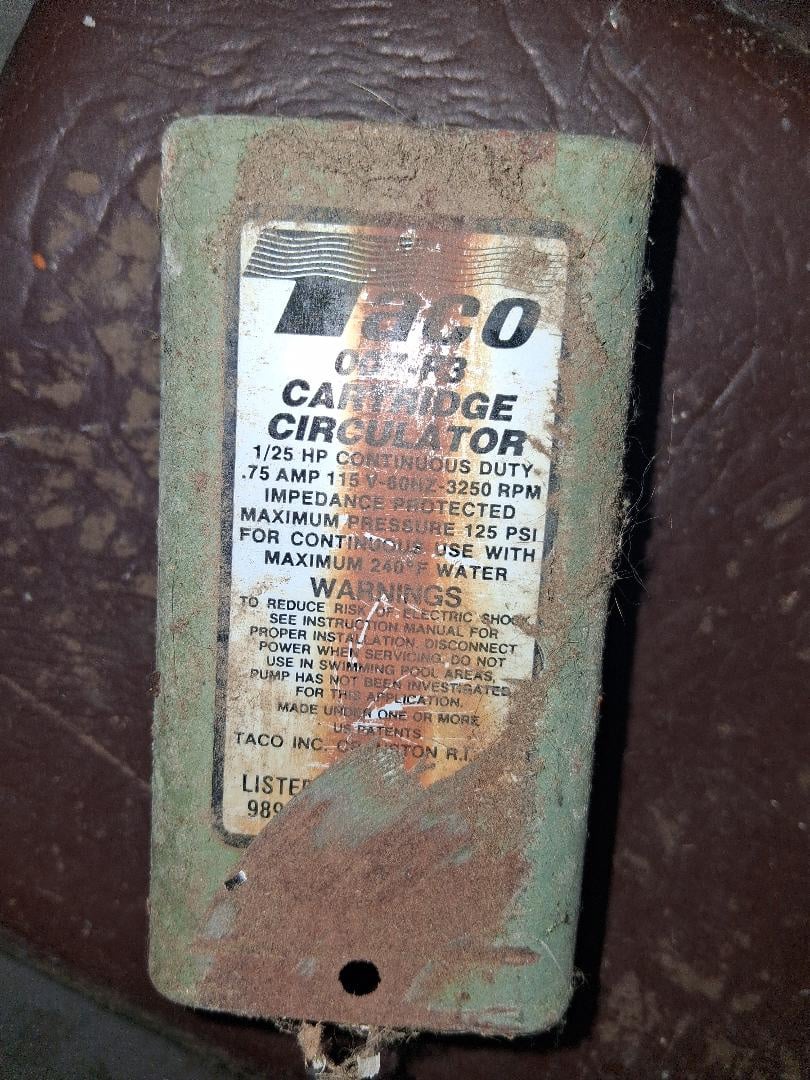 Taco
CARTRIDGE
CIRCULATOR
1/25 HP CONTINUOUS DUTY
.75 AMP 115 V-60HZ-3250 RPM
IMPEDANCE PROTECTED
MAXIMUM PRESSURE 125 PSI
FOR CONTINUOUS USE WITH
MAXIMUM 240°F WATER
WARNINGS
TO REDUCE RISK OF ELECTRIC SHOCK,
SEE INSTRUCTION MANUAL FOR
PROPER INSTALLATION. DISCONNECT
POWER WHEN SERVICING. DO NOT
USE IN SWIMMING POOL AREAS,
PUMP HAS NOT BEEN INVESTIGATED
FOR THIS APPLICATION.
MADE UNDER ONE OR MORE
US PATENTS
TACO INC. R.I.